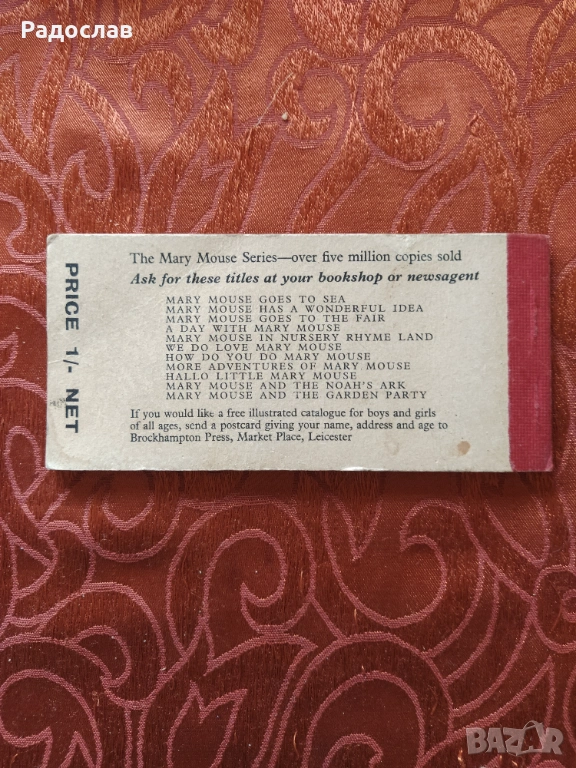 Радослав
The Mary Mouse Series—over five million copies sold
Ask for these titles at your bookshop or newsagent
MARY MOUSE GOES TO SEA
MARY MOUSE HAS A WONDERFUL IDEA
MARY MOUSE GOES TO THE FAIR
A DAY WITH MARY MOUSE
MARY MOUSE IN NURSERY RHYME LAND
WE DO LOVE MARY MOUSE
HOW DO YOU DO MARY MOUSE
MORE ADVENTURES OF MARY MOUSE
HALLO LITTLE MARY MOUSE
MARY MOUSE AND THE NOAH'S ARK
MARY MOUSE AND THE GARDEN PARTY
If you would like a free illustrated catalogue for boys and girls
of all ages, send a postcard giving your name, address and age to
Brockhampton Press, Market Place, Leicester
PRICE 1/- NET
BAZAR